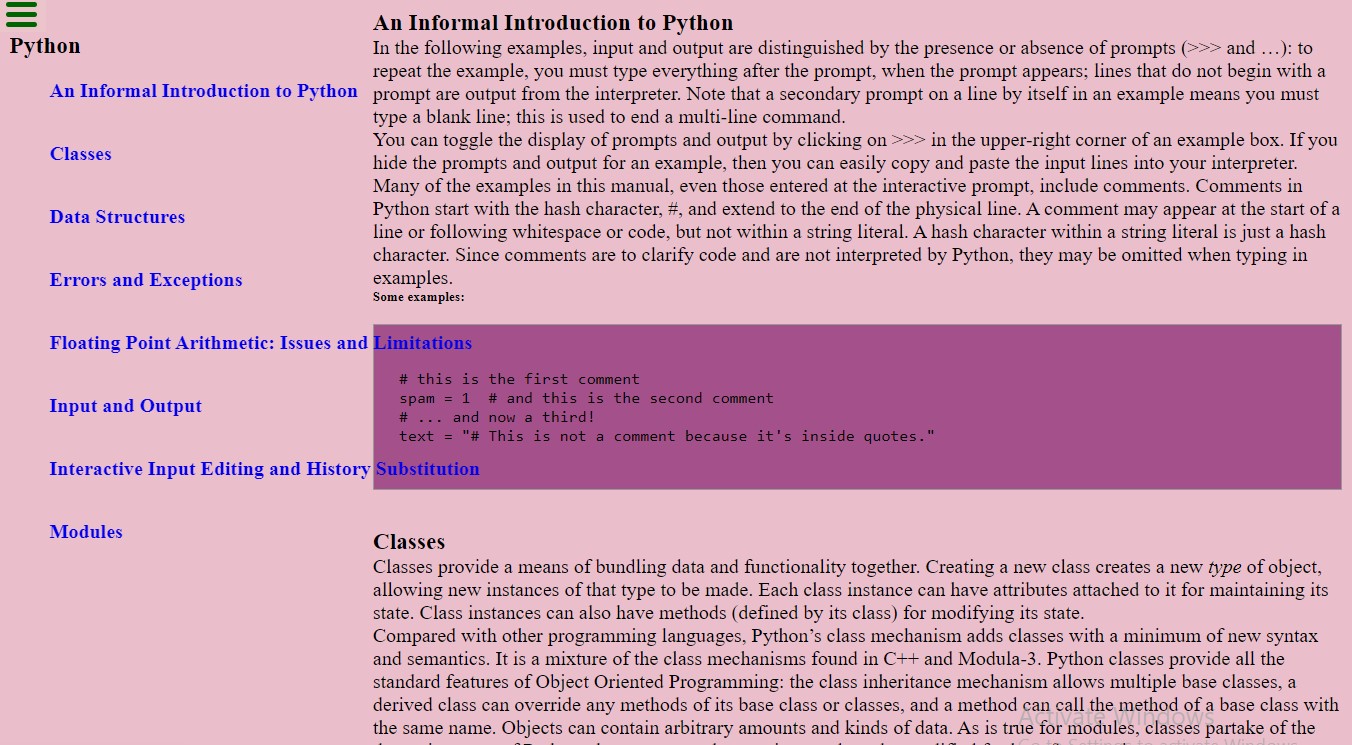 Python
An Informal Introduction to Python
Classes
Data Structures
Errors and Exceptions
Floating Point Arithmetic: Issues and Limitations
Input and Output
Interactive Input Editing and History Substitution
Modules
An Informal Introduction to Python
In the following examples, input and output are distinguished by the presence or absence of prompts (>>> and …): to
repeat the example, you must type everything after the prompt, when the prompt appears; lines that do not begin with a
prompt are output from the interpreter. Note that a secondary prompt on a line by itself in an example means you must
type a blank line; this is used to end a multi-line command.
You can toggle the display of prompts and output by clicking on >>> in the upper-right corner of an example box. If you
hide the prompts and output for an example, then you can easily copy and paste the input lines into your interpreter.
Many of the examples in this manual, even those entered at the interactive prompt, include comments. Comments in
Python start with the hash character, #, and extend to the end of the physical line. A comment may appear at the start of a
line or following whitespace or code, but not within a string literal. A hash character within a string literal is just a hash
character. Since comments are to clarify code and are not interpreted by Python, they may be omitted when typing in
examples.
Some examples:
# this is the first comment
spam = 1  # and this is the second comment
# ... and now a third!
text = "# This is not a comment because it's inside quotes."
Classes
Classes provide a means of bundling data and functionality together. Creating a new class creates a new type of object,
allowing new instances of that type to be made. Each class instance can have attributes attached to it for maintaining its
state. Class instances can also have methods (defined by its class) for modifying its state.
Compared with other programming languages, Python’s class mechanism adds classes with a minimum of new syntax
and semantics. It is a mixture of the class mechanisms found in C++ and Modula-3. Python classes provide all the
standard features of Object Oriented Programming: the class inheritance mechanism allows multiple base classes, a
derived class can override any methods of its base class or classes, and a method can call the method of a base class with
the same name. Objects can contain arbitrary amounts and kinds of data. As is true for modules, classes partake of the
Activate Windows